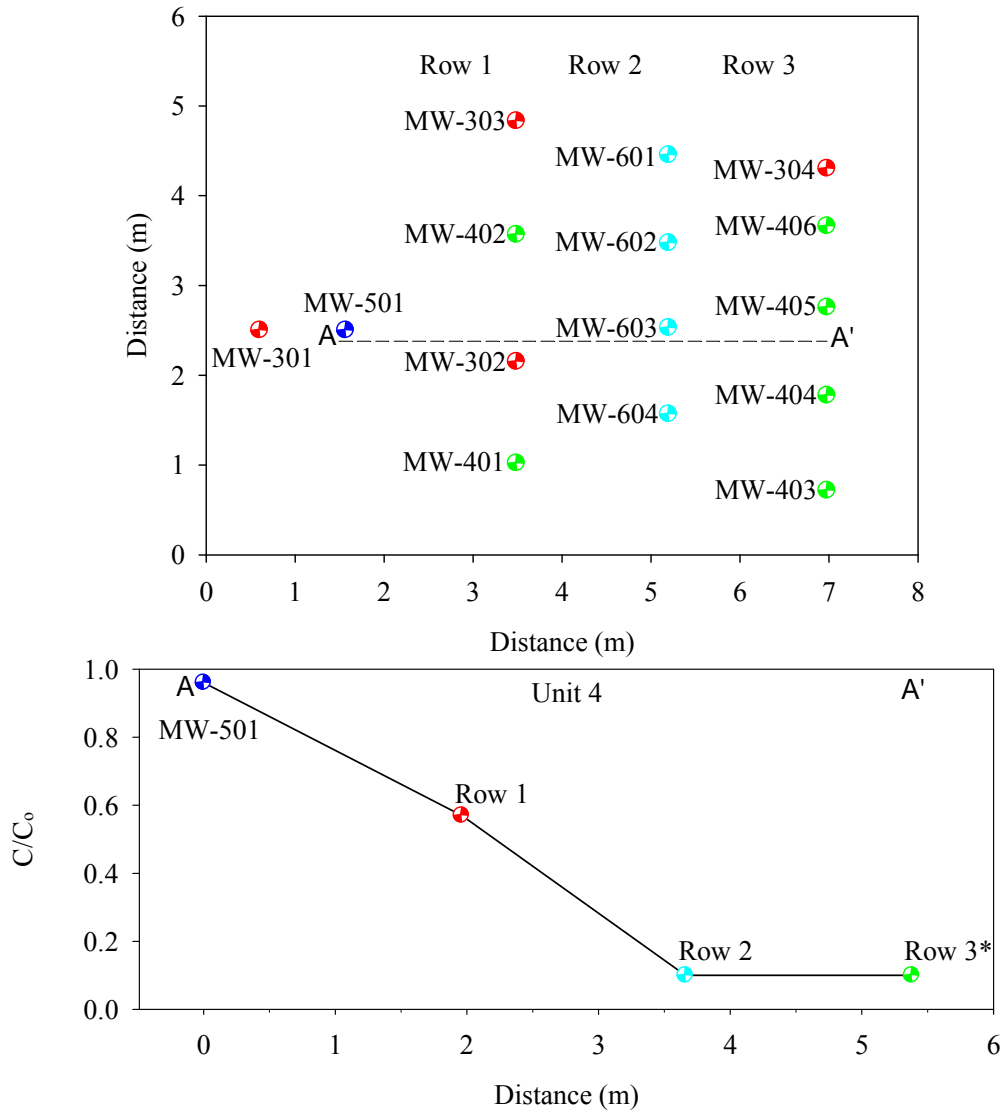 6
5
4
3
2
1
0
Distance (m)
Row 1
Row 2
Row 3
MW-303
MW-601
MW-304
MW-402
MW-602
MW-406
MW-501
MW-405
A
MW-603
A'
MW-301
MW-302
MW-404
MW-604
MW-401
MW-403
0 1 2 3 4 5 6 7 8
Distance (m)
1.0
0.8
0.6
0.4
0.2
0.0
C/Co
A
Unit 4
A'
MW-501
Row 1
Row 2
Row 3*
0 1 2 3 4 5 6
Distance (m)